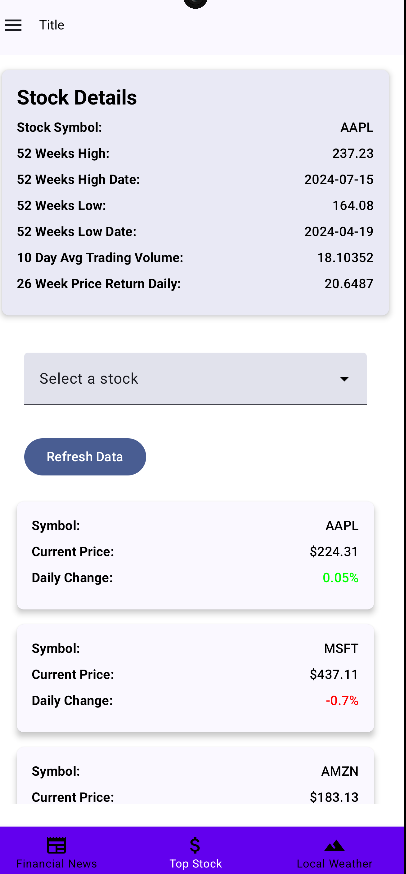 Title
Stock Details
Stock Symbol: AAPL
52 Weeks High: 237.23
52 Weeks High Date: 2024-07-15
52 Weeks Low: 164.08
52 Weeks Low Date: 2024-04-19
10 Day Avg Trading Volume: 18.10352
26 Week Price Return Daily: 20.6487
Select a stock
Refresh Data
Symbol: AAPL
Current Price: $224.31
Daily Change: 0.05%
Symbol: MSFT
Current Price: $437.11
Daily Change: -0.7%
Symbol: AMZN
Current Price: $183.13
Financial News Top Stock Local Weather